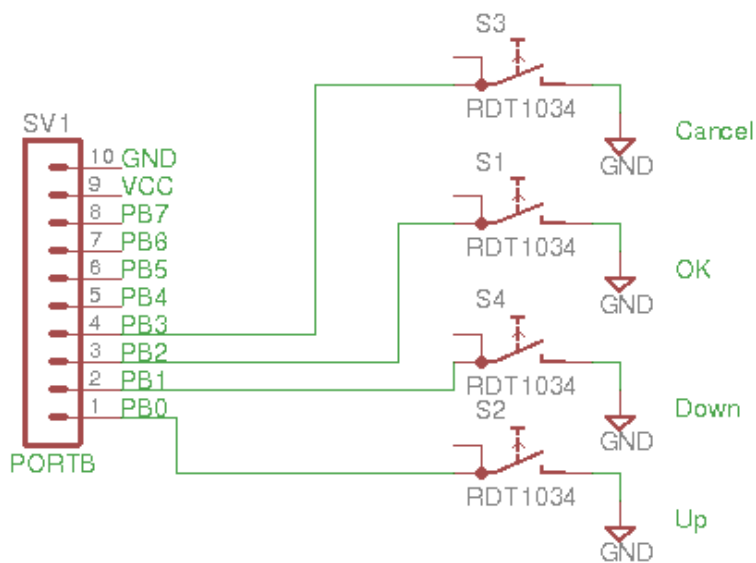 S3
RDT1034
GND
Cancel
SV1
10 GND
9 VCC
8 PB7
7 PB6
6 PB5
5 PB4
4 PB3
3 PB2
2 PB1
1 PB0
PORTB
S1
RDT1034
GND
OK
S4
RDT1034
GND
Down
S2
RDT1034
GND
Up